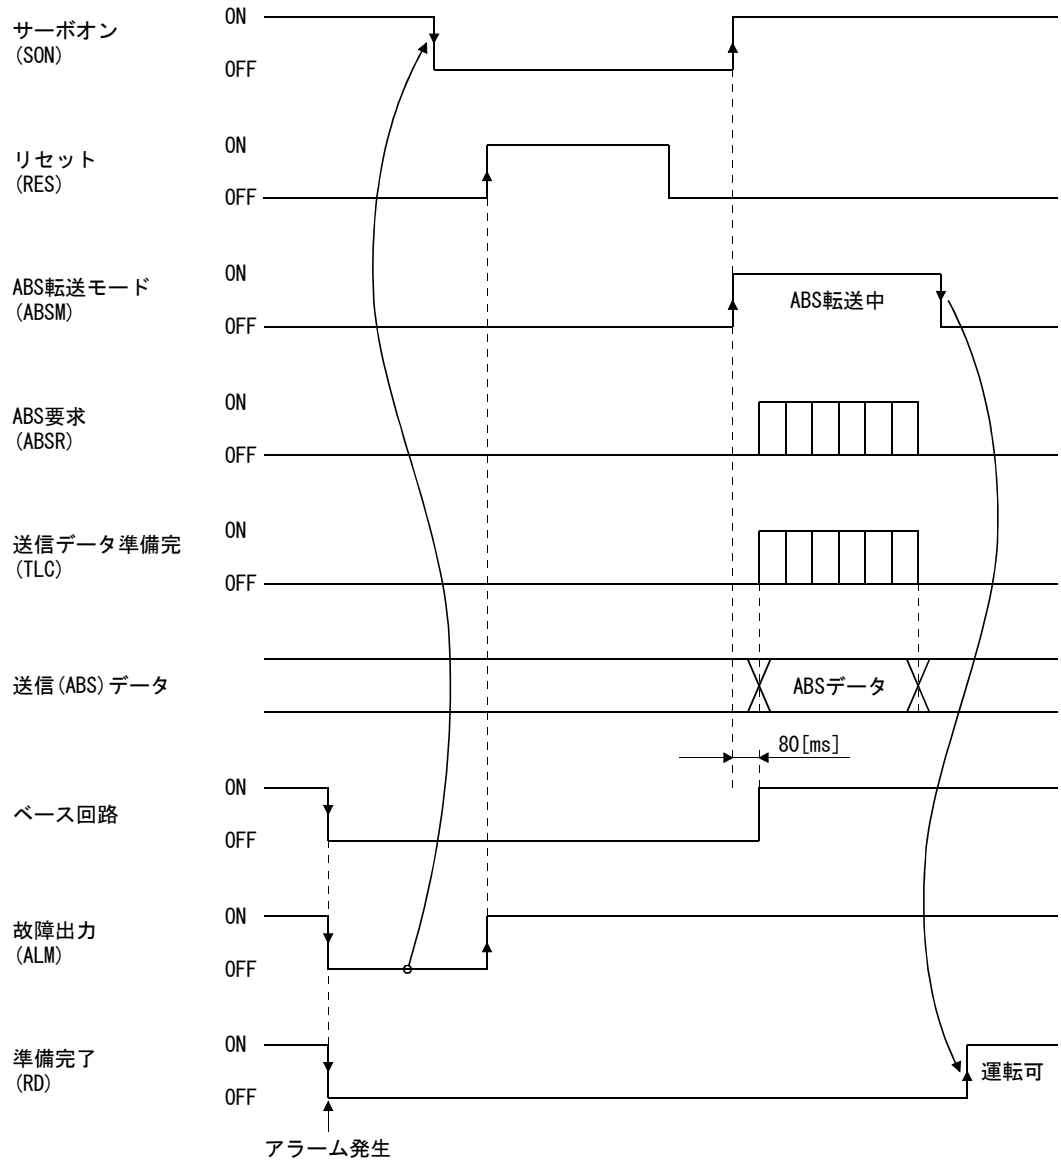 サーボオン
(SON)
ON
OFF
リセット
(RES)
ON
OFF
ABS転送モード
(ABSM)
ON
OFF
ABS転送中
ABS要求
(ABSR)
ON
OFF
送信データ準備完
(TLC)
ON
OFF
送信(ABS)データ
ABSデータ
80[ms]
ベース回路
ON
OFF
故障出力
(ALM)
ON
OFF
準備完了
(RD)
ON
OFF
運転可
アラーム発生